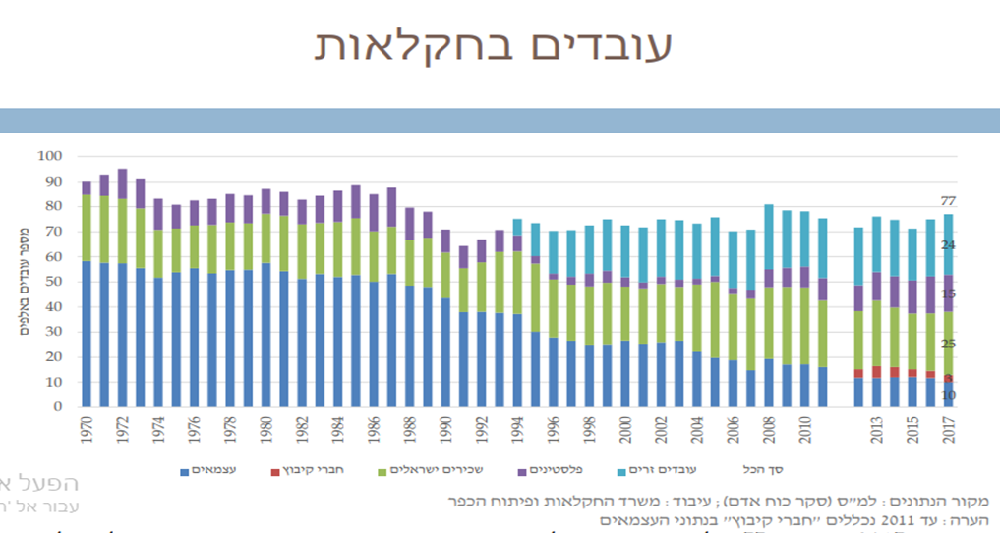 עובדים בחקלאות
מספר עובדים באלפים
100
90
80
70
60
50
40
30
20
10
0
77
24
15
25
3
10
1970 1972 1974 1976 1978 1980 1982 1984 1986 1988 1990 1992 1994 1996 1998 2000 2002 2004 2006 2008 2010 2013 2015 2017
עצמאים חברי קיבוץ שכירים ישראלים פלסטינים עובדים זרים סך הכל
מקור הנתונים : למ"ס (סקר כוח אדם) ; עיבוד : משרד החקלאות ופיתוח הכפר
הערה : עד 2011 נכללים "חברי קיבוץ" בנתוני העצמאים
הפעל א
עבור אל